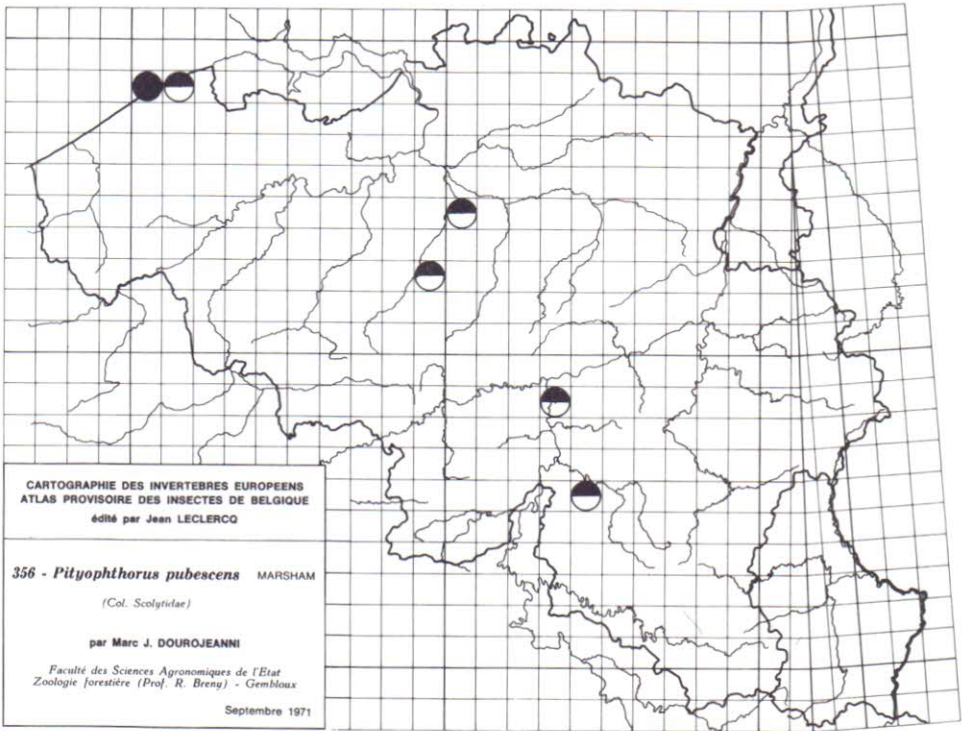 CARTOGRAPHIE DES INVERTEBRES EUROPEENS
ATLAS PROVISOIRE DES INSECTES DE BELGIQUE
édité par Jean LECLERCQ
356 - Pityophthorus pubescens MARSHAM
(Col. Scolytidae)
par Marc J. DOUROJEANNI
Faculté des Sciences Agronomiques de l'Etat
Zoologie forestière (Prof. R. Breny) - Gembloux
Septembre 1971